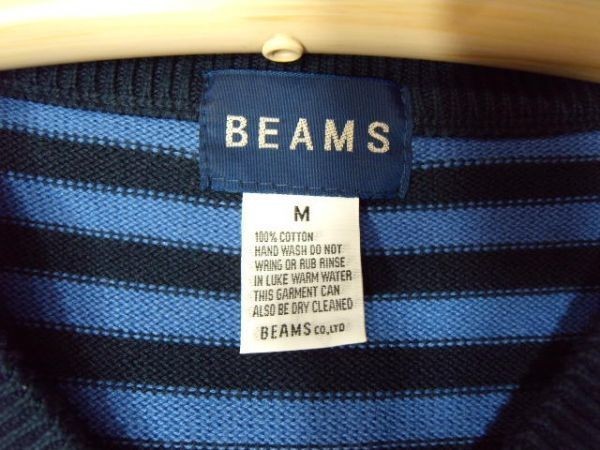 BEAMS
M
100% COTTON
HAND WASH DO NOT
WRING OR RUB RINSE
IN LUKE WARM WATER
THIS GARMENT CAN
ALSO BE DRY CLEANED
BEAMS CO.,LTD